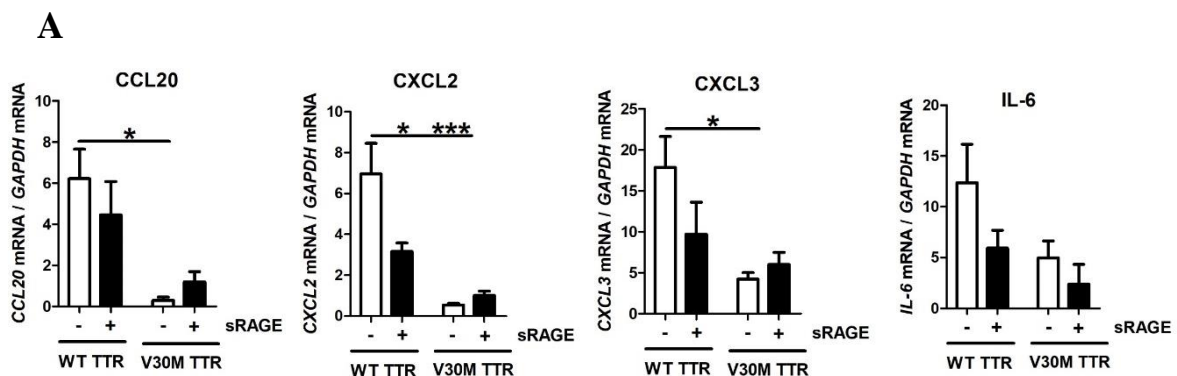 A
CCL20
CCL20 mRNA / GAPDH mRNA
10
8
6
4
2
0
*
- + - + sRAGE
WT TTR V30M TTR
CXCL2
CXCL2 mRNA / GAPDH mRNA
10
8
6
4
2
0
* ***
- + - + sRAGE
WT TTR V30M TTR
CXCL3
CXCL3 mRNA / GAPDH mRNA
25
20
15
10
5
0
*
- + - + sRAGE
WT TTR V30M TTR
IL-6
IL-6 mRNA / GAPDH mRNA
20
15
10
5
0
- + - + sRAGE
WT TTR V30M TTR